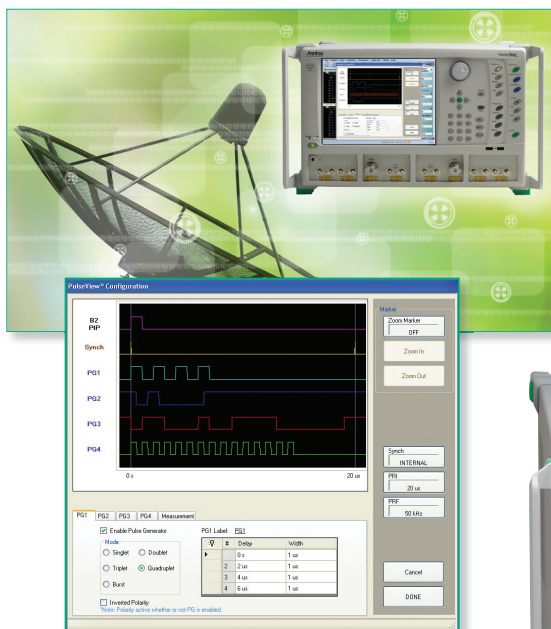 Anritsu
PulseView® Configuration
B2
PIP
Synch
PG1
PG2
PG3
PG4
0 s
20 us
Marker
Zoom Marker
OFF
Zoom In
Zoom Out
Synch
INTERNAL
PRI
20 us
PRF
50 kHz
Cancel
DONE
PG1 PG2 PG3 PG4 Measurement
Enable Pulse Generator
Mode
Singlet Doublet
Triplet Quadruplet
Burst
Inverted Polarity
*Note: Polarity active whether or not PG is enabled.
PG1 Label: PG1
# Delay Width
0 s 1 us
2 2 us 1 us
3 4 us 1 us
4 6 us 1 us